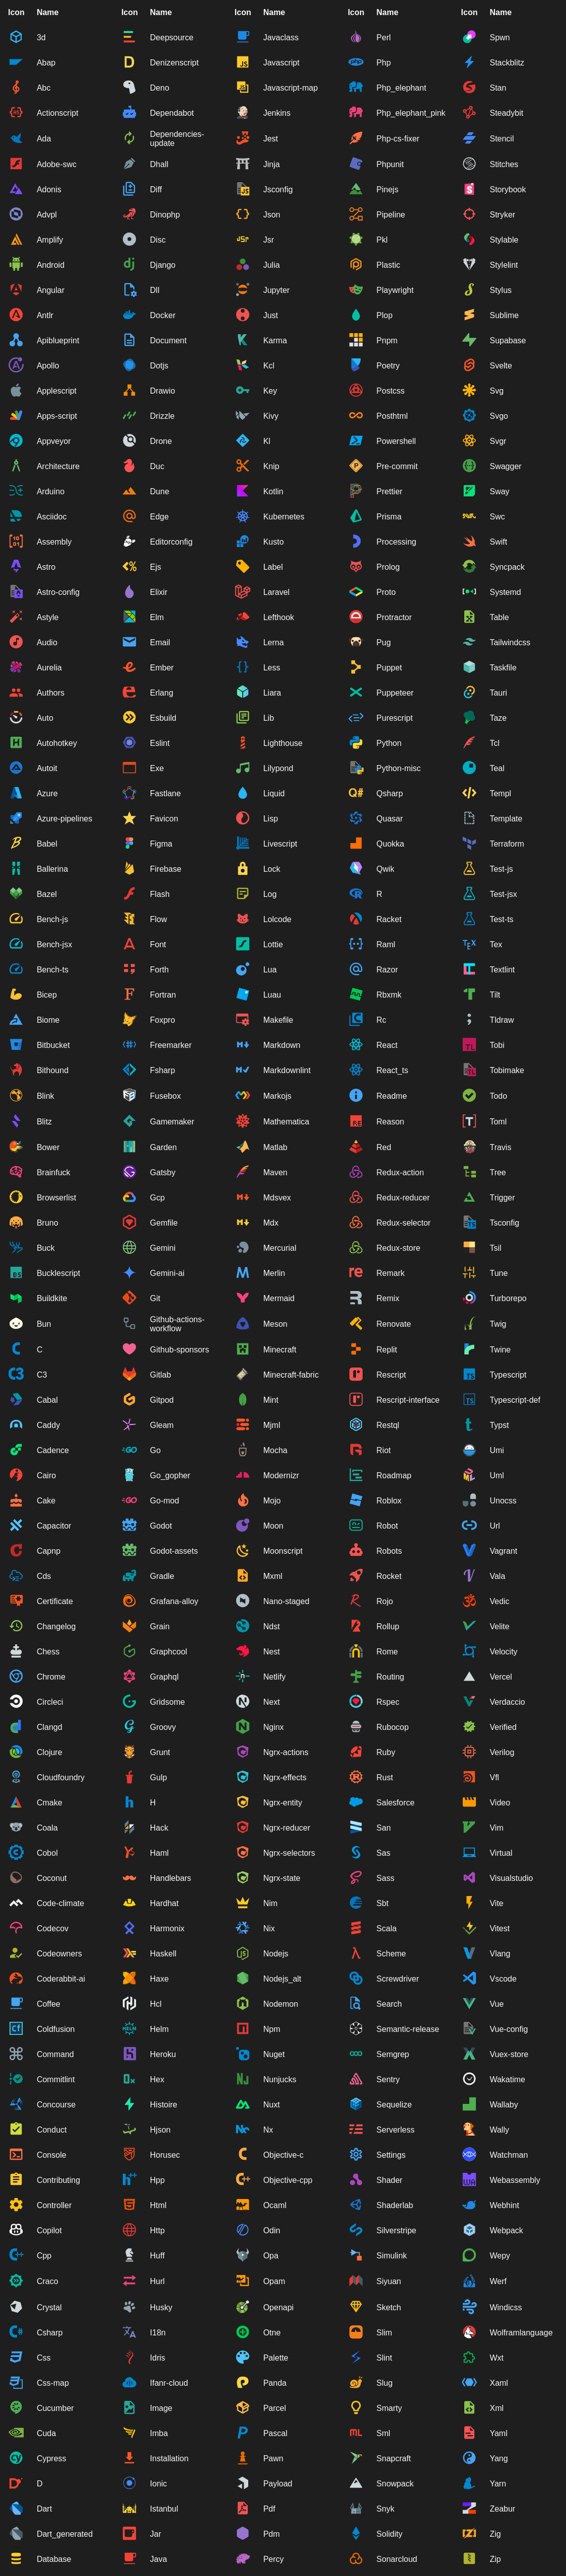 Icon Name Icon Name Icon Name Icon Name Icon Name
3d Deepsource Javaclass Perl Spwn
Abap Denizenscript Javascript Php Stackblitz
Abc Deno Javascript-map Php_elephant Stan
Actionscript Dependabot Jenkins Php_elephant_pink Steadybit
Ada Dependencies-update Jest Php-cs-fixer Stencil
Adobe-swc Dhall Jinja Phpunit Stitches
Adonis Diff Jsconfig Pinejs Storybook
Advpl Dinophp Json Pipeline Stryker
Amplify Disc Jsr Pkl Stylable
Android Django Julia Plastic Stylelint
Angular Dll Jupyter Playwright Stylus
Antlr Docker Just Plop Sublime
Apiblueprint Document Karma Pnpm Supabase
Apollo Dotjs Kcl Poetry Svelte
Applescript Drawio Key Postcss Svg
Apps-script Drizzle Kivy Posthtml Svgo
Appveyor Drone Kl Powershell Svgr
Architecture Duc Knip Pre-commit Swagger
Arduino Dune Kotlin Prettier Sway
Asciidoc Edge Kubernetes Prisma Swc
Assembly Editorconfig Kusto Processing Swift
Astro Ejs Label Prolog Syncpack
Astro-config Elixir Laravel Proto Systemd
Astyle Elm Lefthook Protractor Table
Audio Email Lerna Pug Tailwindcss
Aurelia Ember Less Puppet Taskfile
Authors Erlang Liara Puppeteer Tauri
Auto Esbuild Lib Purescript Taze
Autohotkey Eslint Lighthouse Python Tcl
Autoit Exe Lilypond Python-misc Teal
Azure Fastlane Liquid Qsharp Templ
Azure-pipelines Favicon Lisp Quasar Template
Babel Figma Livescript Quokka Terraform
Ballerina Firebase Lock Qwik Test-js
Bazel Flash Log R Test-jsx
Bench-js Flow Lolcode Racket Test-ts
Bench-jsx Font Lottie Raml Tex
Bench-ts Forth Lua Razor Textlint
Bicep Fortran Luau Rbxmk Tilt
Biome Foxpro Makefile Rc Tldraw
Bitbucket Freemarker Markdown React Tobi
Bithound Fsharp Markdownlint React_ts Tobimake
Blink Fusebox Markojs Readme Todo
Blitz Gamemaker Mathematica Reason Toml
Bower Garden Matlab Red Travis
Brainfuck Gatsby Maven Redux-action Tree
Browserlist Gcp Mdsvex Redux-reducer Trigger
Bruno Gemfile Mdx Redux-selector Tsconfig
Buck Gemini Mercurial Redux-store Tsil
Bucklescript Gemini-ai Merlin Remark Tune
Buildkite Git Mermaid Remix Turborepo
Bun Github-actions-workflow Meson Renovate Twig
C Github-sponsors Minecraft Replit Twine
C3 Gitlab Minecraft-fabric Rescript Typescript
Cabal Gitpod Mint Rescript-interface Typescript-def
Caddy Gleam Mjml Restql Typst
Cadence Go Mocha Riot Umi
Cairo Go_gopher Modernizr Roadmap Uml
Cake Go-mod Mojo Roblox Unocss
Capacitor Godot Moon Robot Url
Capnp Godot-assets Moonscript Robots Vagrant
Cds Gradle Mxml Rocket Vala
Certificate Grafana-alloy Nano-staged Rojo Vedic
Changelog Grain Ndst Rollup Velite
Chess Graphcool Nest Rome Velocity
Chrome Graphql Netlify Routing Vercel
Circleci Gridsome Next Rspec Verdaccio
Clangd Groovy Nginx Rubocop Verified
Clojure Grunt Ngrx-actions Ruby Verilog
Cloudfoundry Gulp Ngrx-effects Rust Vfl
Cmake H Ngrx-entity Salesforce Video
Coala Hack Ngrx-reducer San Vim
Cobol Haml Ngrx-selectors Sas Virtual
Coconut Handlebars Ngrx-state Sass Visualstudio
Code-climate Hardhat Nim Sbt Vite
Codecov Harmonix Nix Scala Vitest
Codeowners Haskell Nodejs Scheme Vlang
Coderabbit-ai Haxe Nodejs_alt Screwdriver Vscode
Coffee Hcl Nodemon Search Vue
Coldfusion Helm Npm Semantic-release Vue-config
Command Heroku Nuget Semgrep Vuex-store
Commitlint Hex Nunjucks Sentry Wakatime
Concourse Histoire Nuxt Sequelize Wallaby
Conduct Hjson Nx Serverless Wally
Console Horusec Objective-c Settings Watchman
Contributing Hpp Objective-cpp Shader Webassembly
Controller Html Ocaml Shaderlab Webhint
Copilot Http Odin Silverstripe Webpack
Cpp Huff Opa Simulink Wepy
Craco Hurl Opam Siyuan Werf
Crystal Husky Openapi Sketch Windicss
Csharp I18n Otne Slim Wolframlanguage
Css Idris Palette Slint Wxt
Css-map Ifanr-cloud Panda Slug Xaml
Cucumber Image Parcel Smarty Xml
Cuda Imba Pascal Sml Yaml
Cypress Installation Pawn Snapcraft Yang
D Ionic Payload Snowpack Yarn
Dart Istanbul Pdf Snyk Zeabur
Dart_generated Jar Pdm Solidity Zig
Database Java Percy Sonarcloud Zip